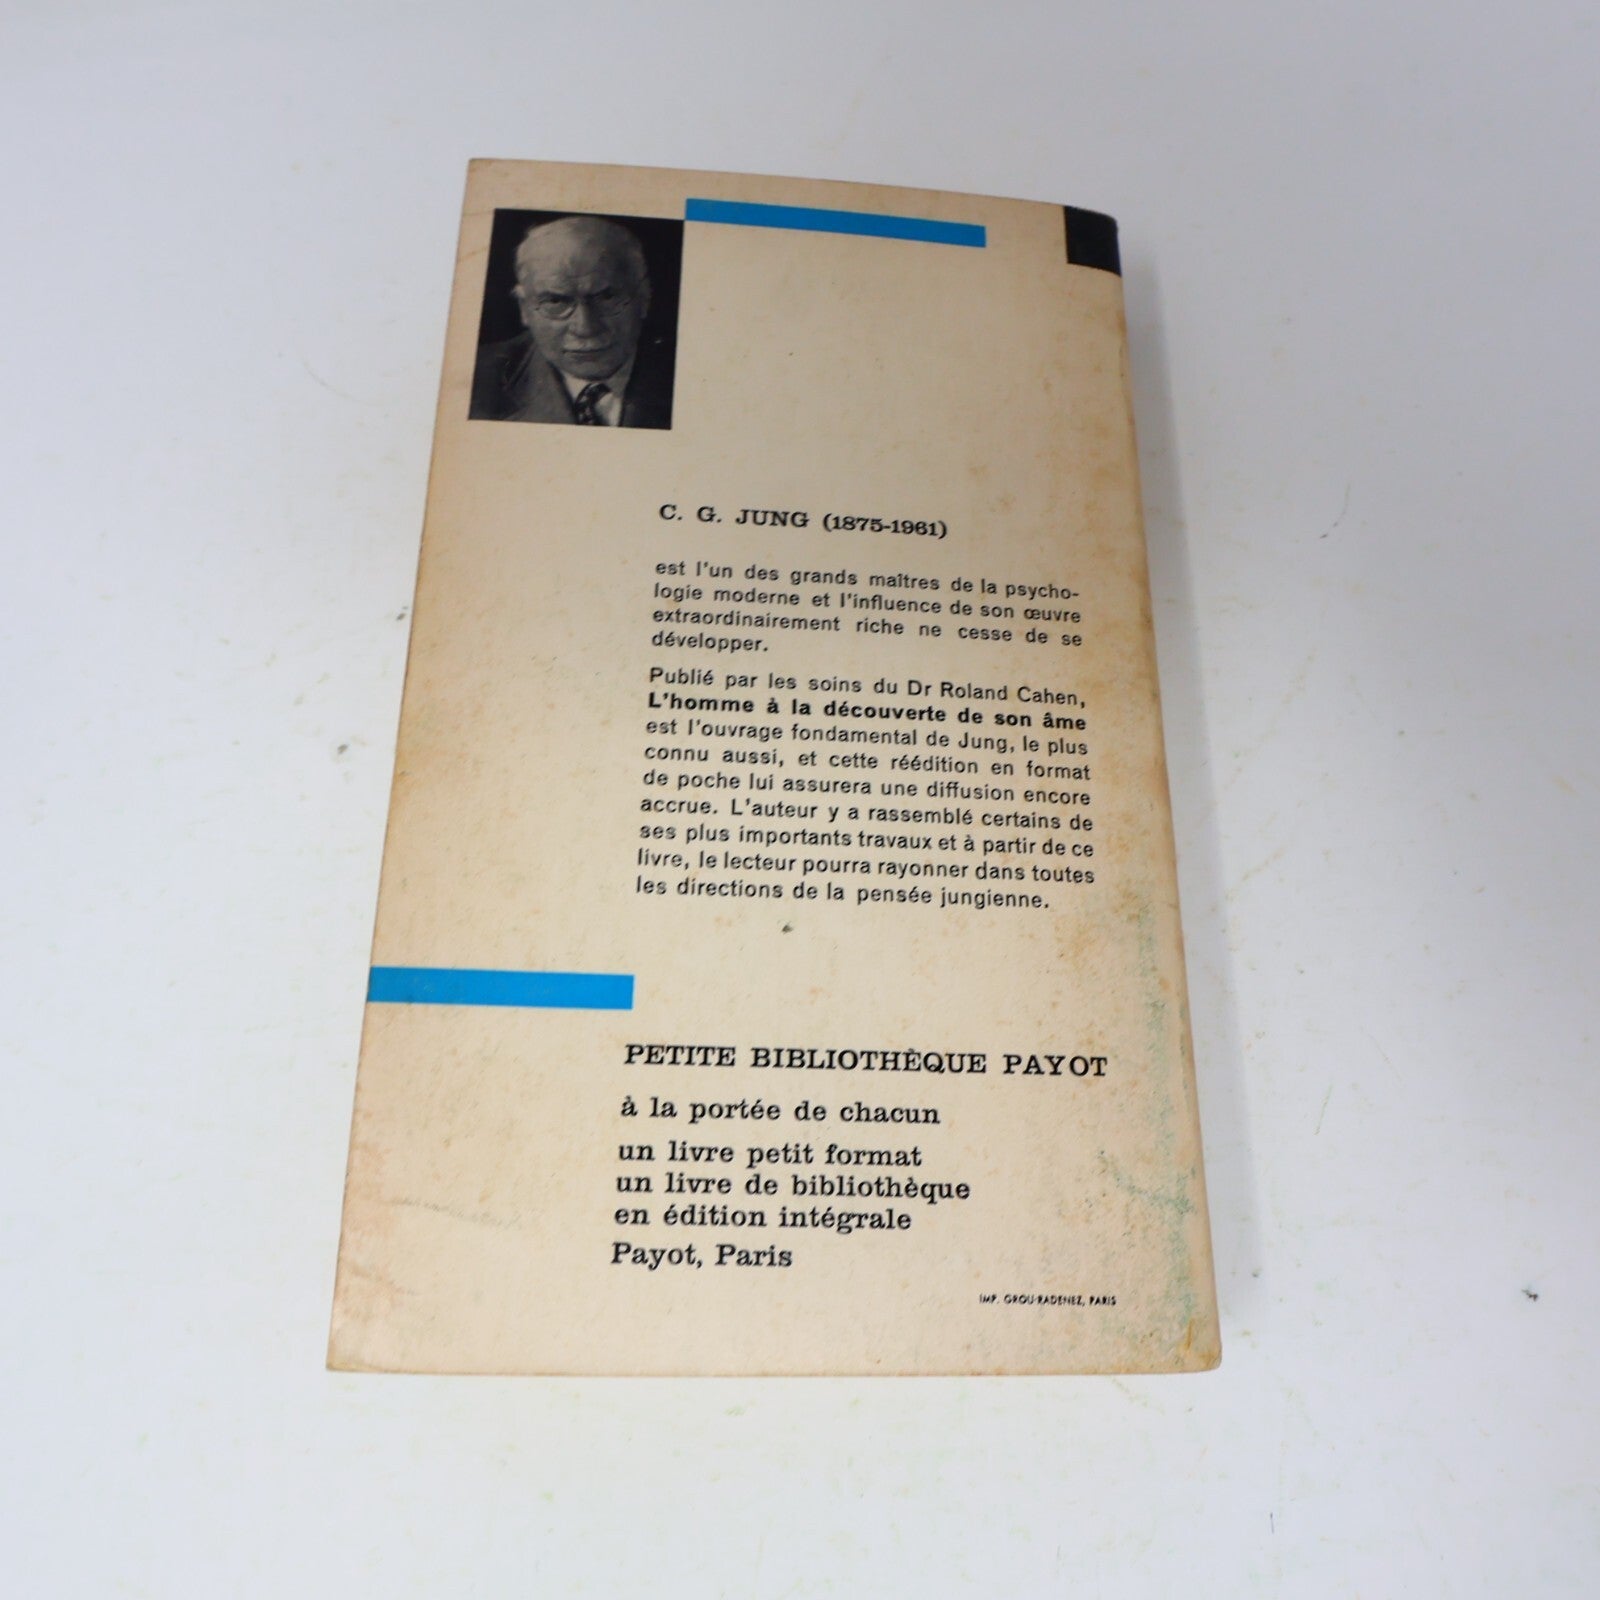 C. G. JUNG (1875-1961)
est l'un des grands maîtres de la psycho-
logie moderne et l'influence de son œuvre
extraordinairement riche ne cesse de se
développer.
Publié par les soins du Dr Roland Cahen,
L'homme à la découverte de son âme
est l'ouvrage fondamental de Jung, le plus
connu aussi, et cette réédition en format
de poche lui assurera une diffusion encore
accrue. L'auteur y a rassemblé certains de
ses plus importants travaux et à partir de ce
livre, le lecteur pourra rayonner dans toutes
les directions de la pensée jungienne.
PETITE BIBLIOTHÈQUE PAYOT
à la portée de chacun
un livre petit format
un livre de bibliothèque
en édition intégrale
Payot, Paris
IMP. GROU-RADENEZ, PARIS